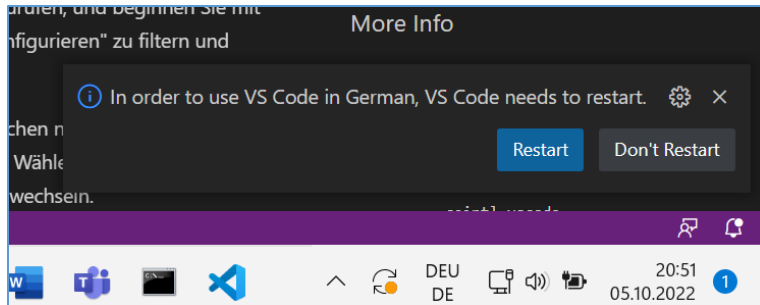 prüfen, und beginnen Sie mit
nfigurieren" zu filtern und
More Info
In order to use VS Code in German, VS Code needs to restart.
chen n
Wähle
Restart
Don't Restart
wechseln.
DEU
DE
20:51
05.10.2022
1
W